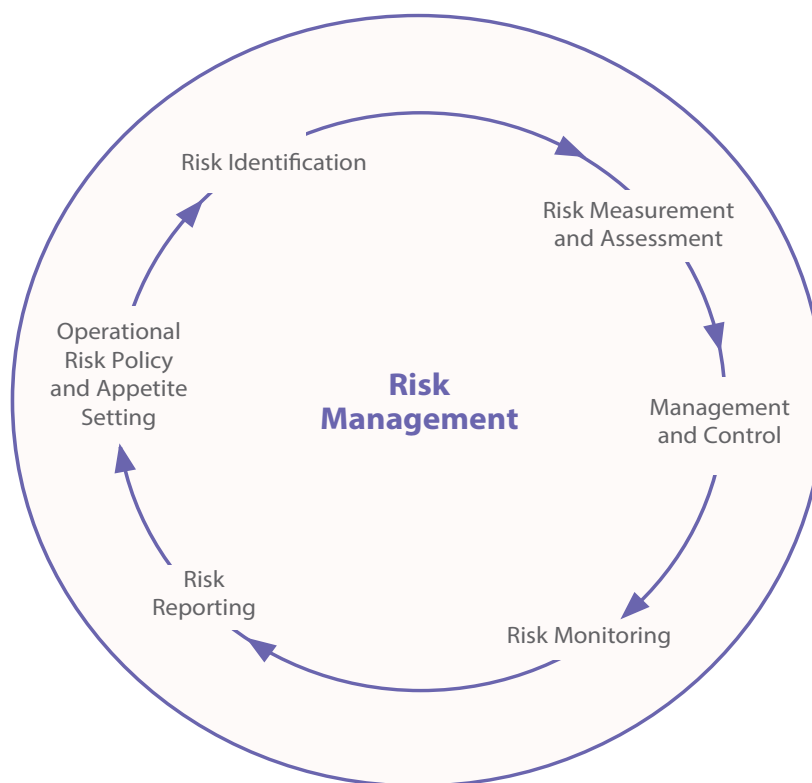 Risk Identification
Risk Measurement
and Assessment
Operational
Risk Policy
and Appetite
Setting
Risk
Management
Management
and Control
Risk
Reporting
Risk Monitoring